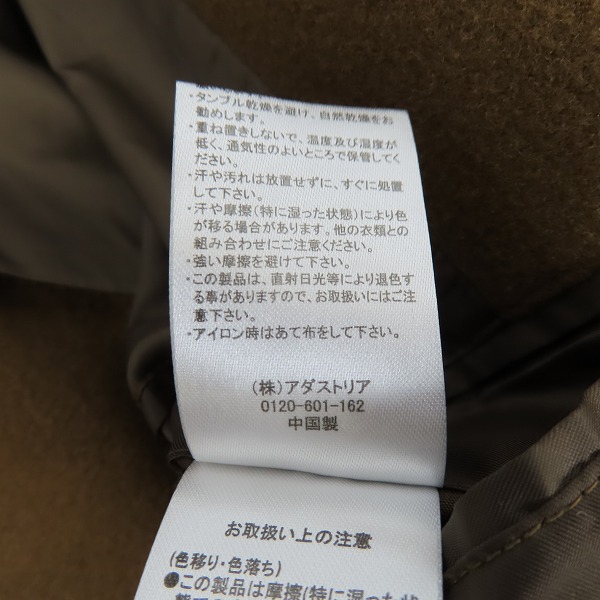 ・タンブル乾燥を避け、自然乾燥をお
勧めします。
・重ね置きしないで、温度及び湿度が
低く、通気性のよいところで保管してく
ださい。
・汗や汚れは放置せずに、すぐに処置
して下さい。
・汗や摩擦(特に湿った状態)により色
が移る場合があります。他の衣類との
組み合わせにご注意ください。
・強い摩擦を避けて下さい。
・この製品は、直射日光等により退色す
る事がありますので、お取扱いにはご注
意下さい。
・アイロン時はあて布をして下さい。
(株)アダストリア
0120-601-162
中国製
お取扱い上の注意
(色移り・色落ち)
●この製品は摩擦(特に湿った状